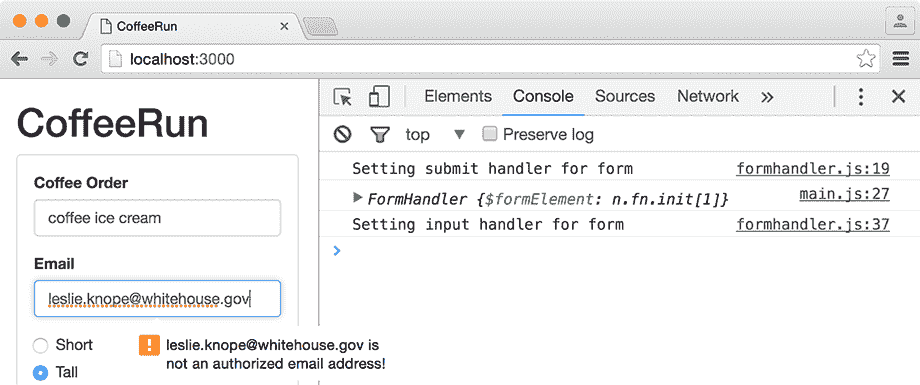 CoffeeRun
localhost:3000
CoffeeRun
Coffee Order
coffee ice cream
Email
leslie.knope@whitehouse.gov
Short
Tall
! leslie.knope@whitehouse.gov is
not an authorized email address!
Elements Console Sources Network »
top Preserve log
Setting submit handler for form formhandler.js:19
FormHandler {$formElement: n.fn.init[1]} main.js:27
Setting input handler for form formhandler.js:37